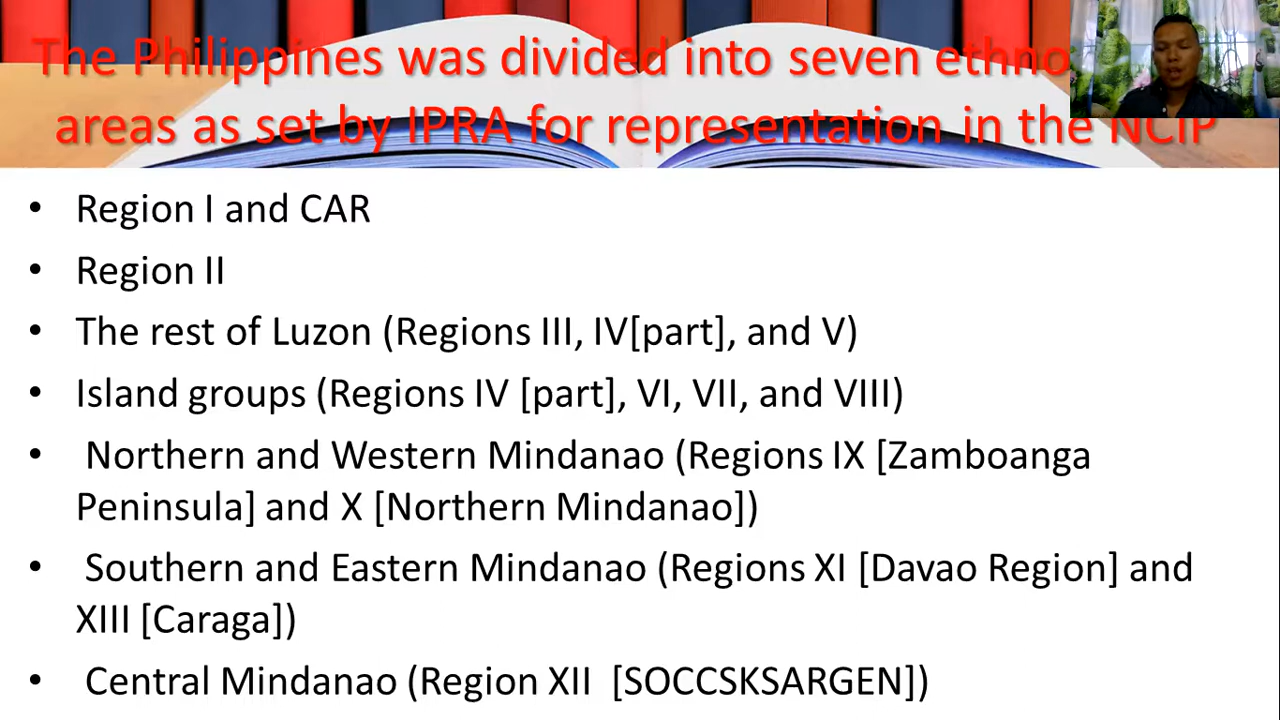 The Philippines was divided into seven ethno
areas as set by IPRA for representation in the NCIP
• Region I and CAR
• Region II
• The rest of Luzon (Regions III, IV[part], and V)
• Island groups (Regions IV [part], VI, VII, and VIII)
• Northern and Western Mindanao (Regions IX [Zamboanga
Peninsula] and X [Northern Mindanao])
• Southern and Eastern Mindanao (Regions XI [Davao Region] and
XIII [Caraga])
• Central Mindanao (Region XII [SOCCSKSARGEN])